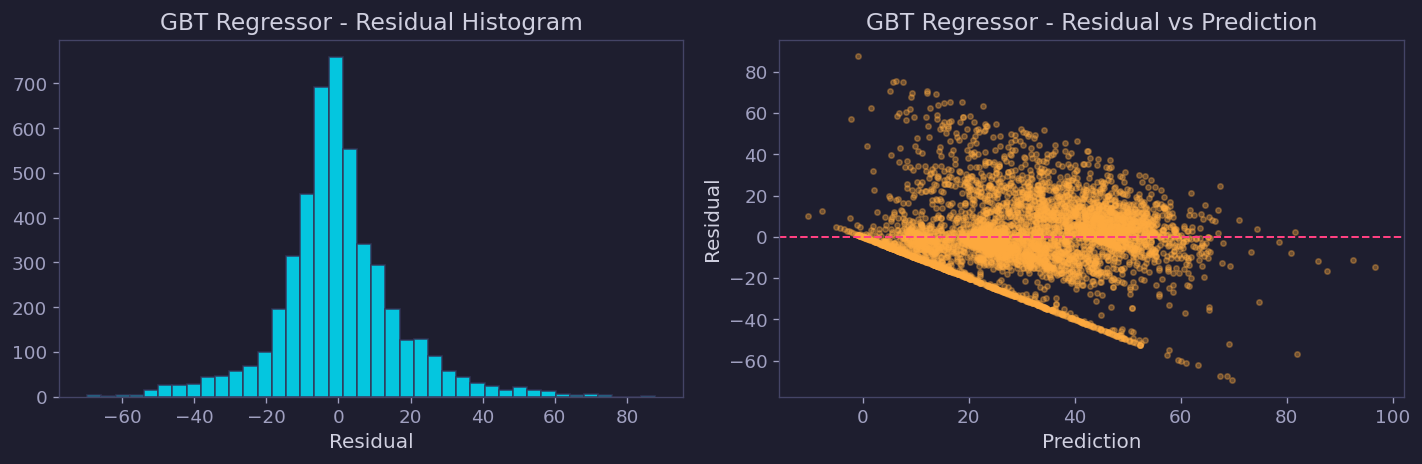 GBT Regressor - Residual Histogram
700
600
500
400
300
200
100
0
−60 −40 −20 0 20 40 60 80
Residual
GBT Regressor - Residual vs Prediction
80
60
40
20
0
−20
−40
−60
Residual
0 20 40 60 80 100
Prediction